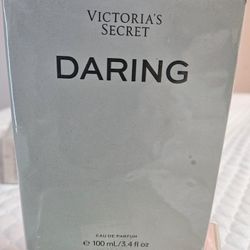 VICTORIA'S
SECRET
DARING
EAU DE PARFUM
℮ 100 mL/3.4 fl oz